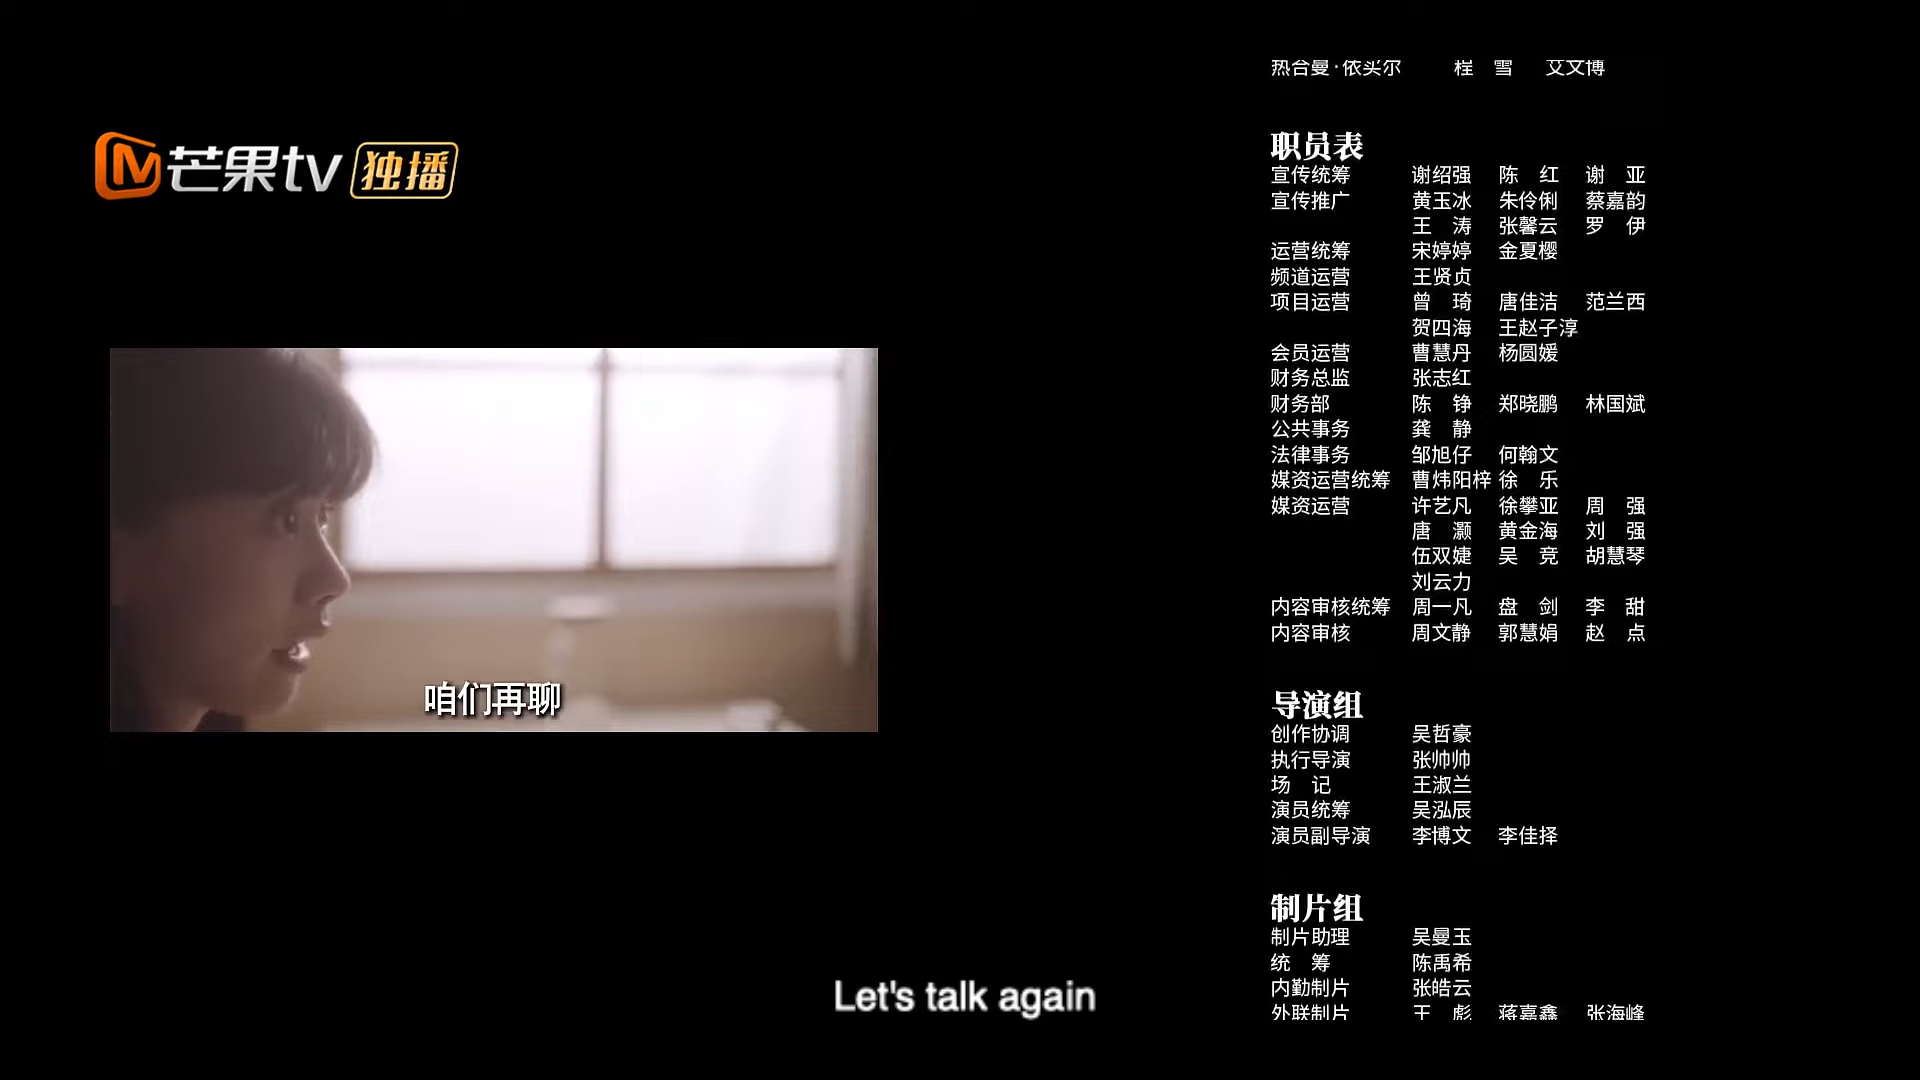 热合曼·依买尔 程 雪 艾文博
芒果tv 独播
职员表
宣传统筹 谢绍强 陈 红 谢 亚
宣传推广 黄玉冰 朱伶俐 蔡嘉韵
王 涛 张馨云 罗 伊
运营统筹 宋婷婷 金夏樱
频道运营 王贤贞
项目运营 曾 琦 唐佳洁 范兰西
贺四海 王赵子淳
会员运营 曹慧丹 杨圆媛
财务总监 张志红
财务部 陈 铮 郑晓鹏 林国斌
公共事务 龚 静
法律事务 邹旭仔 何翰文
媒资运营统筹 曹炜阳梓 徐 乐
媒资运营 许艺凡 徐攀亚 周 强
唐 灏 黄金海 刘 强
伍双婕 吴 竞 胡慧琴
刘云力
内容审核统筹 周一凡 盘 剑 李 甜
内容审核 周文静 郭慧娟 赵 点
导演组
创作协调 吴哲豪
执行导演 张帅帅
场 记 王淑兰
演员统筹 吴泓辰
演员副导演 李博文 李佳择
制片组
制片助理 吴曼玉
统 筹 陈禹希
内勤制片 张皓云
外联制片 王 彪 蒋嘉鑫 张海峰
咱们再聊
Let's talk again